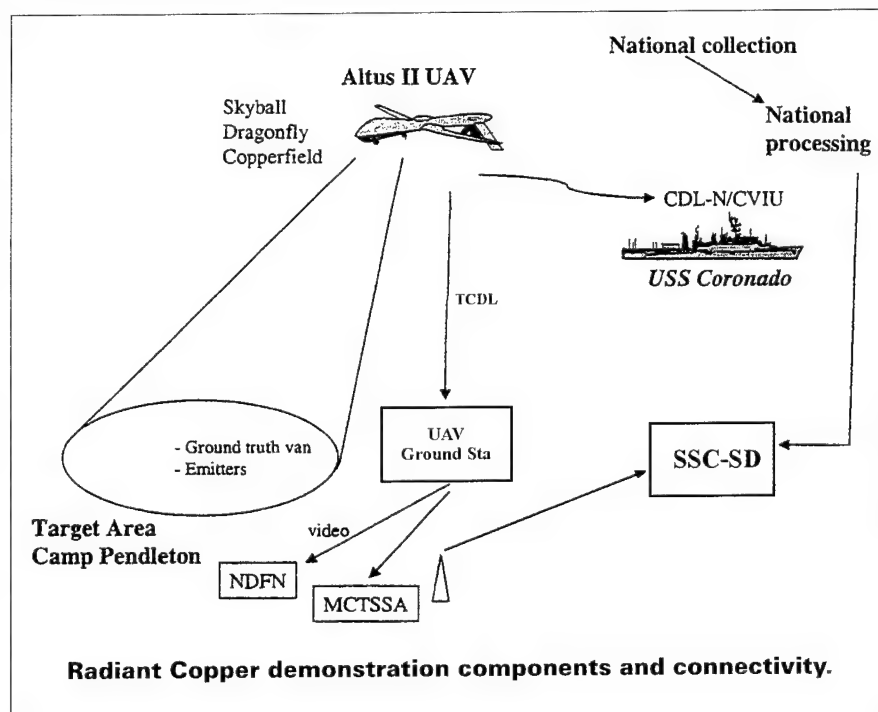 National collection
Altus II UAV
Skyball
Dragonfly
Copperfield
National
processing
CDL-N/CVIU
USS Coronado
TCDL
- Ground truth van
- Emitters
UAV
Ground Sta
SSC-SD
Target Area
Camp Pendleton
video
NDFN
MCTSSA
Radiant Copper demonstration components and connectivity.